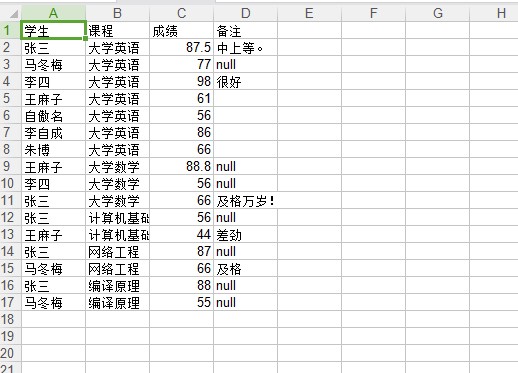 A B C D E F G H
1 学生 课程 成绩 备注
2 张三 大学英语 87.5 中上等。
3 马冬梅 大学英语 77 null
4 李四 大学英语 98 很好
5 王麻子 大学英语 61
6 自傲名 大学英语 56
7 李自成 大学英语 86
8 朱博 大学英语 66
9 王麻子 大学数学 88.8 null
10 李四 大学数学 56 null
11 张三 大学数学 66 及格万岁!
12 张三 计算机基础 56 null
13 王麻子 计算机基础 44 差劲
14 张三 网络工程 87 null
15 马冬梅 网络工程 66 及格
16 张三 编译原理 88 null
17 马冬梅 编译原理 55 null
18
19
20
21